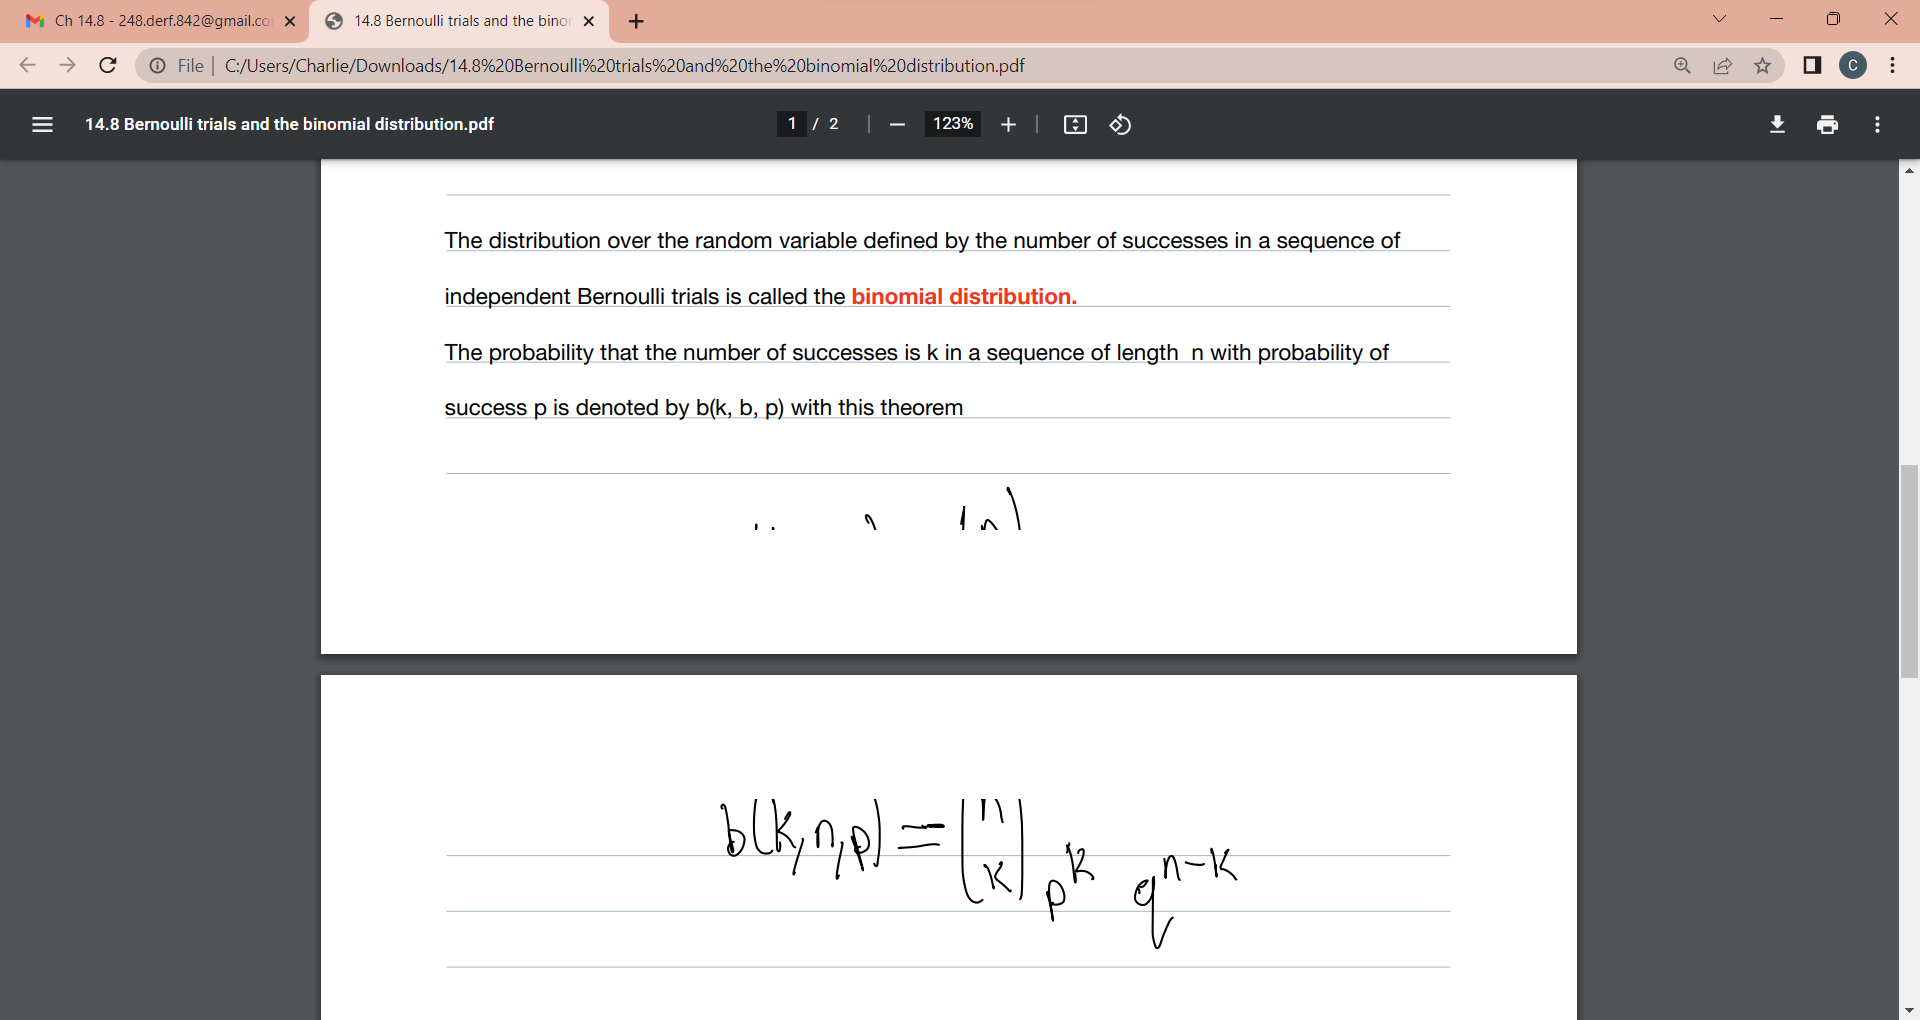 Ch 14.8 - 248.derf.842@gmail.co
14.8 Bernoulli trials and the binor
File | C:/Users/Charlie/Downloads/14.8%20Bernoulli%20trials%20and%20the%20binomial%20distribution.pdf
C
14.8 Bernoulli trials and the binomial distribution.pdf
1 / 2
123%
The distribution over the random variable defined by the number of successes in a sequence of
independent Bernoulli trials is called the binomial distribution.
The probability that the number of successes is k in a sequence of length n with probability of
success p is denoted by b(k, b, p) with this theorem
b(k,n,p) = (n k) p^k q^n-k